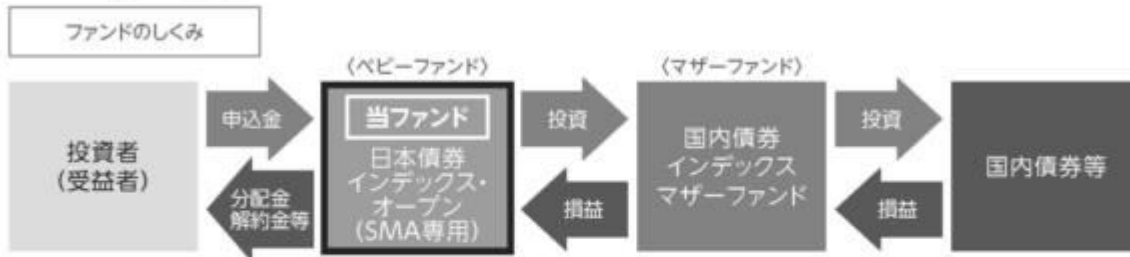 ファンドのしくみ
〈ベビーファンド〉
〈マザーファンド〉
投資者
(受益者)
申込金
分配金
解約金等
当ファンド
日本債券
インデックス・
オープン
(SMA専用)
投資
損益
国内債券
インデックス
マザーファンド
投資
損益
国内債券等